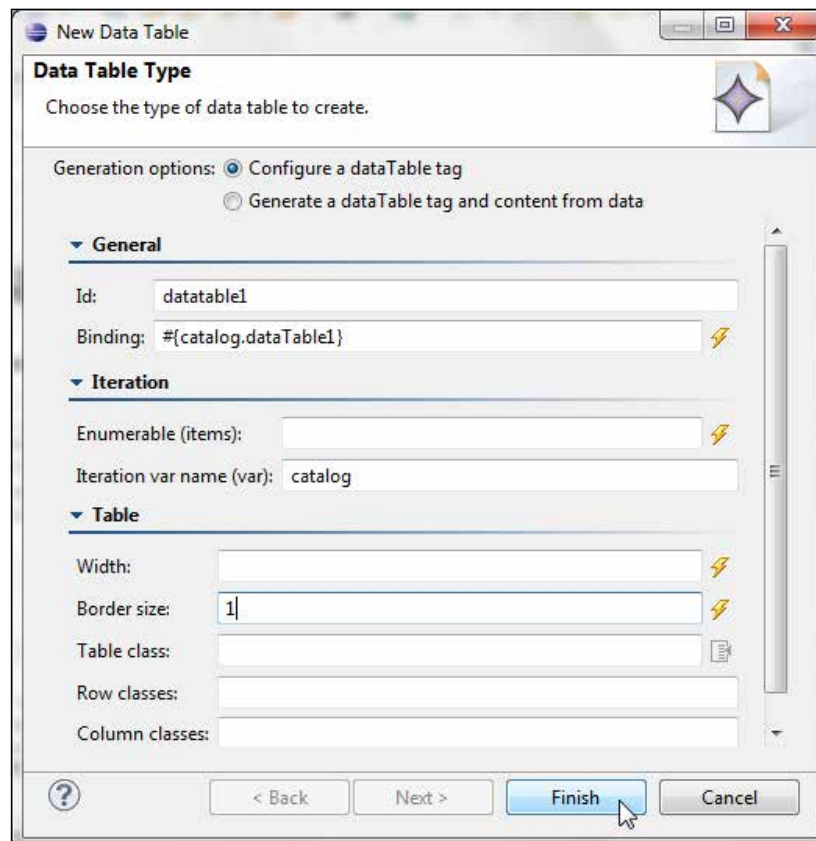 New Data Table
Data Table Type
Choose the type of data table to create.
Generation options: Configure a dataTable tag
Generate a dataTable tag and content from data
General
Id: datatable1
Binding: #{catalog.dataTable1}
Iteration
Enumerable (items):
Iteration var name (var): catalog
Table
Width:
Border size: 1
Table class:
Row classes:
Column classes:
? < Back Next > Finish Cancel